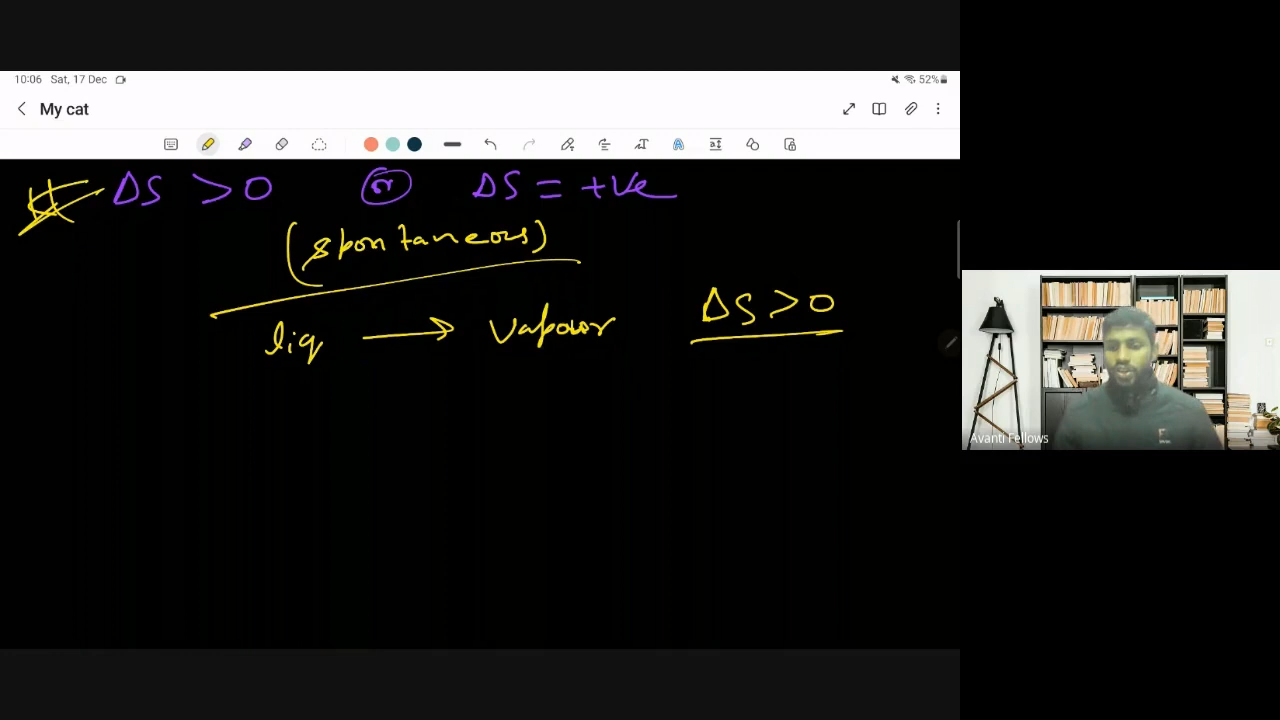 10:06 Sat, 17 Dec 52%
My cat
ΔS > 0 or ΔS = +Ve
(spontaneous)
liq → vapour ΔS > 0
Avanti Fellows